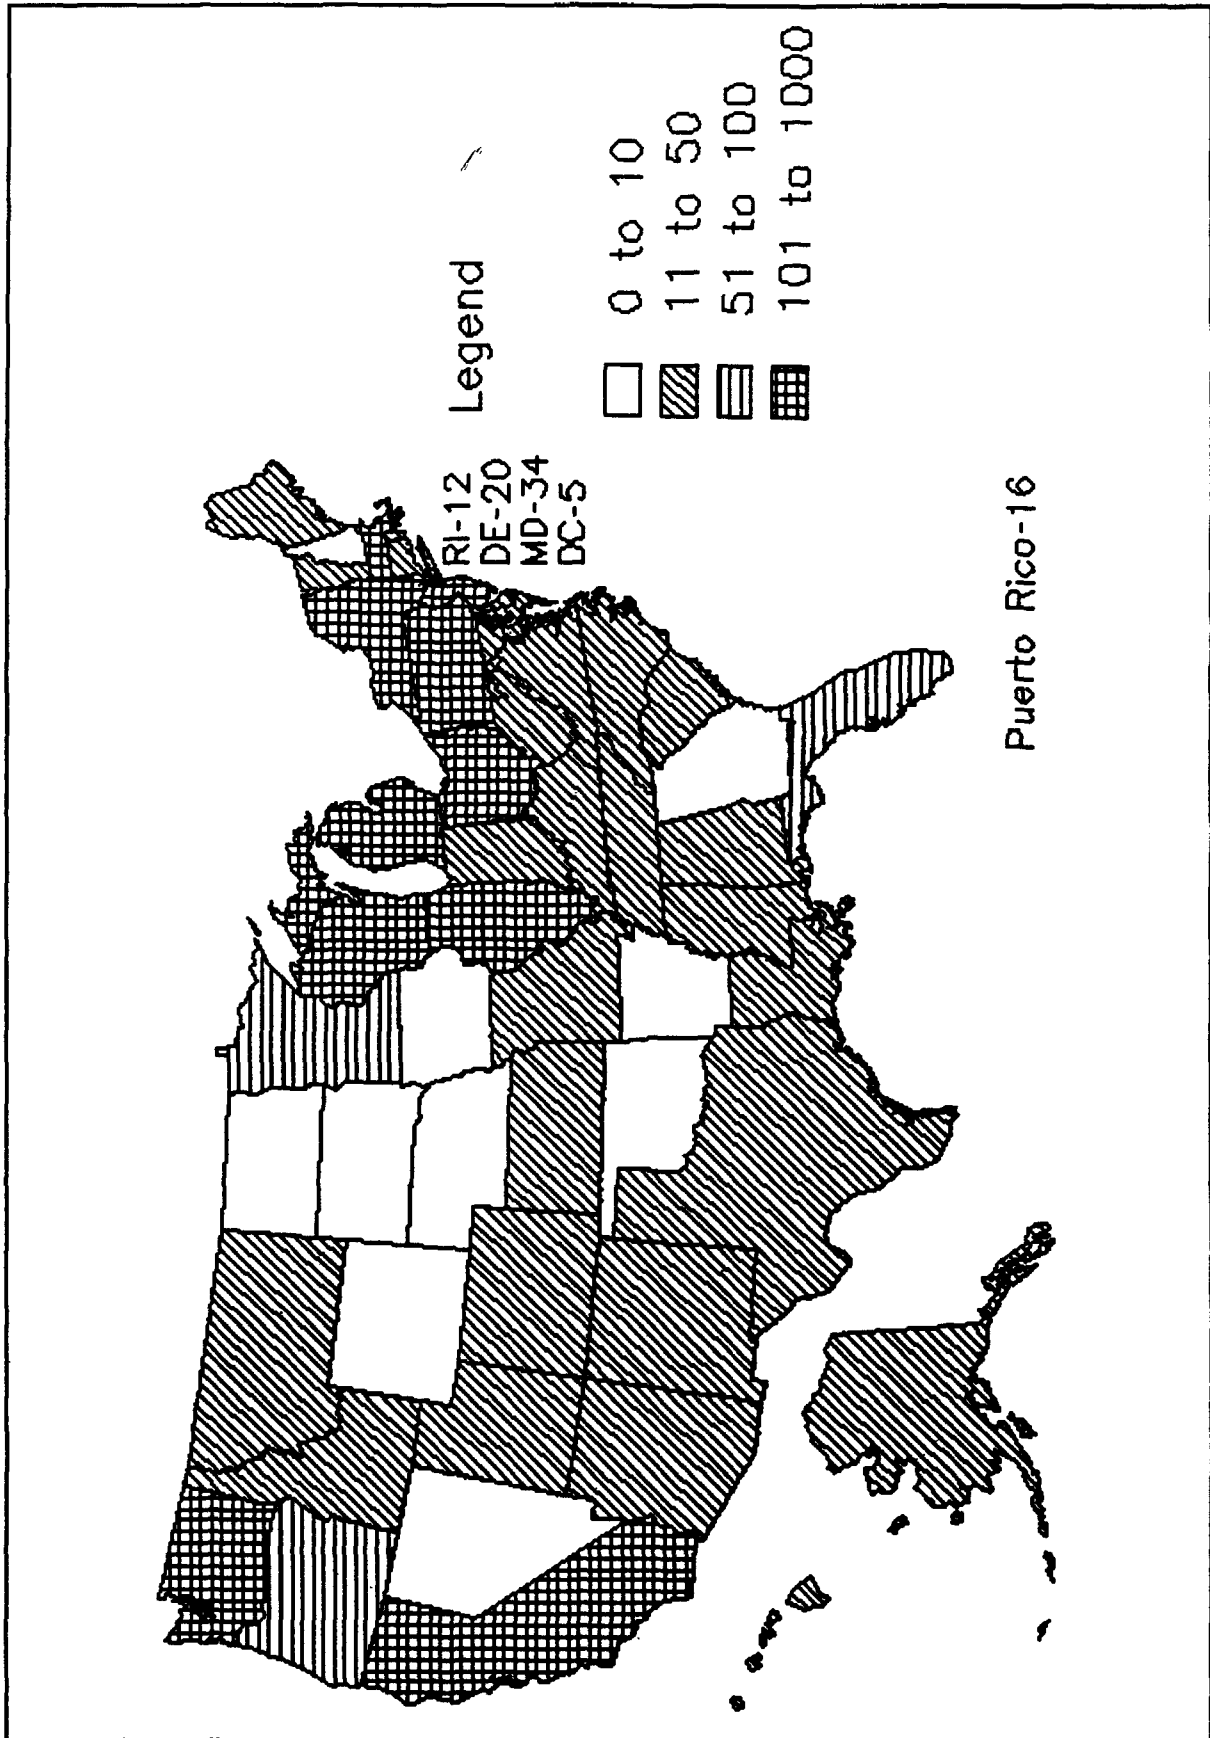 RI-12
DE-20
MD-34
DC-5
Legend
0 to 10
11 to 50
51 to 100
101 to 1000
Puerto Rico-16